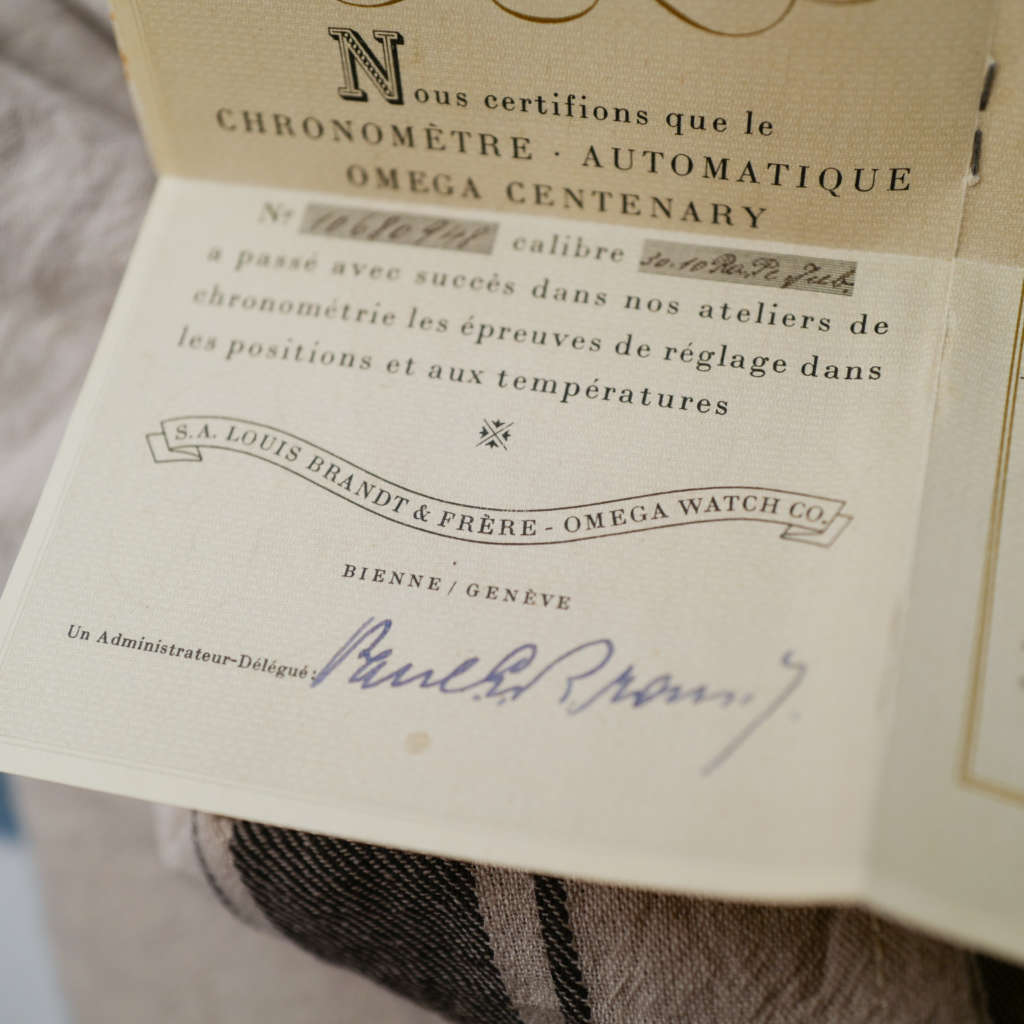 Nous certifions que le
CHRONOMÈTRE · AUTOMATIQUE
OMEGA CENTENARY
No 10680948 calibre 30.10 Ra. Pc. Jub.
a passé avec succès dans nos ateliers de
chronométrie les épreuves de réglage dans
les positions et aux températures
S.A. LOUIS BRANDT & FRÈRE - OMEGA WATCH CO.
BIENNE / GENÈVE
Un Administrateur-Délégué: